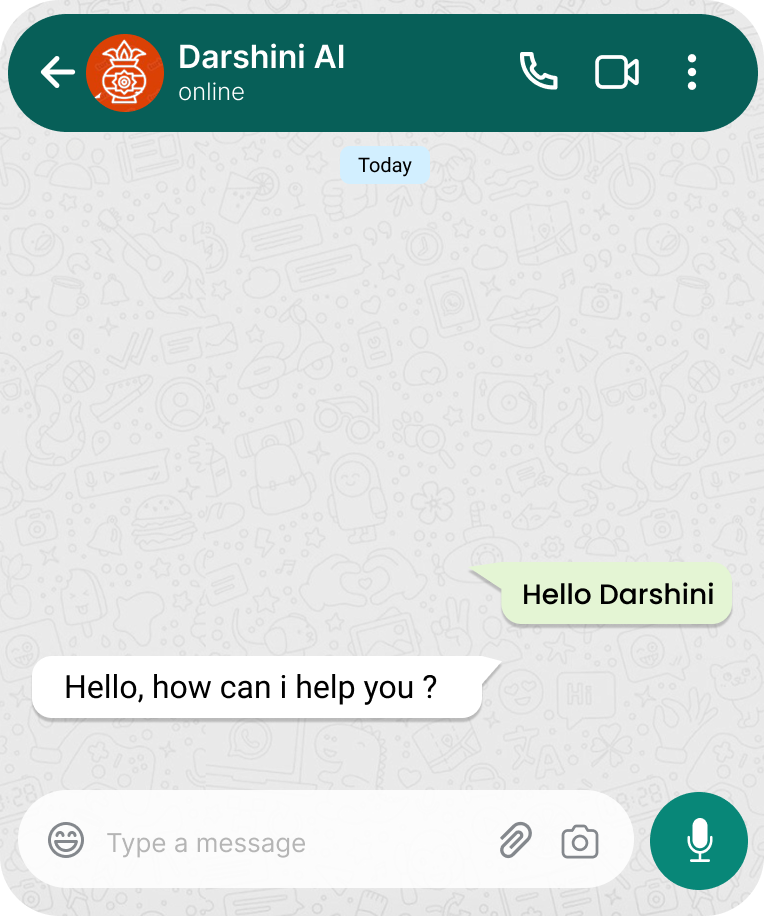 Darshini AI
online
Today
Hello Darshini
Hello, how can i help you ?
Type a message